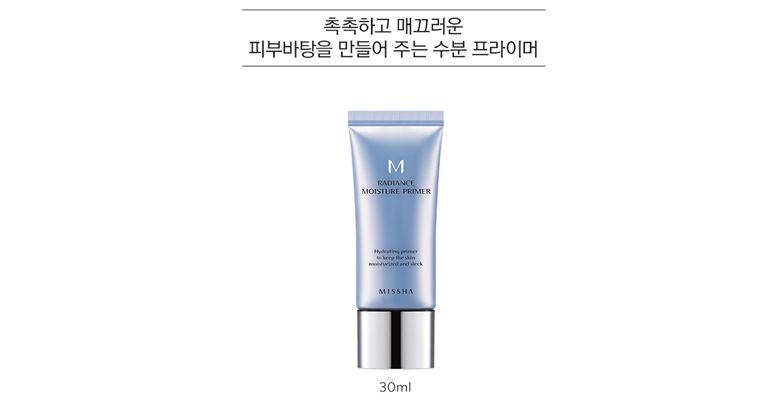 촉촉하고 매끄러운
피부바탕을 만들어 주는 수분 프라이머
M
RADIANCE
MOISTURE PRIMER
Hydrating primer
to keep the skin
moisturized and sleek
MISSHA
30ml